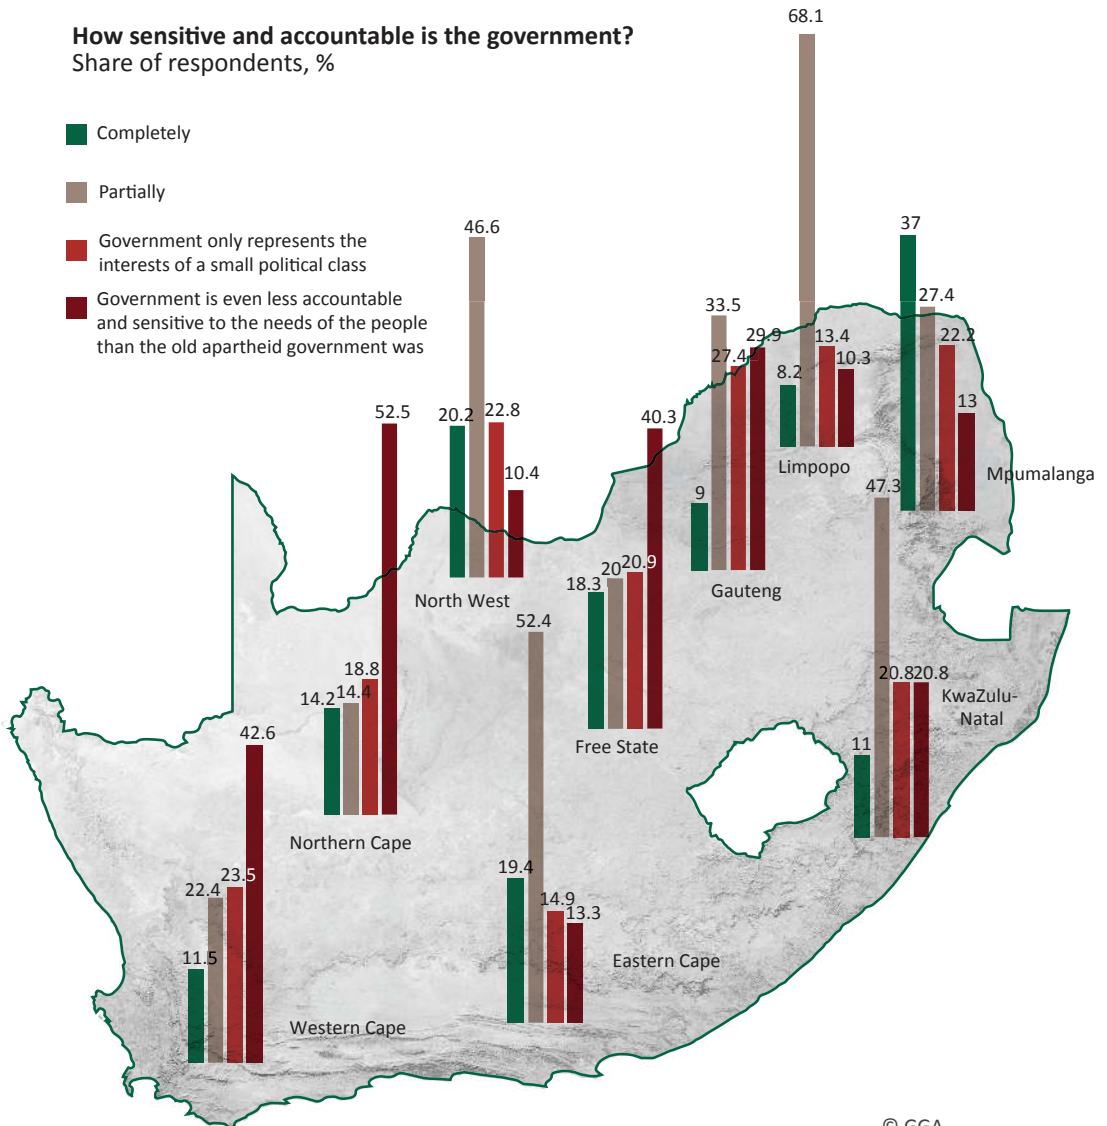 How sensitive and accountable is the government?
Share of respondents, %
Completely
Partially
Government only represents the
interests of a small political class
Government is even less accountable
and sensitive to the needs of the people
than the old apartheid government was
68.1
8.2
13.4
10.3
Limpopo
37
27.4
22.2
13
Mpumalanga
46.6
20.2
22.8
10.4
North West
33.5
27.4
29.9
9
Gauteng
52.5
14.2
14.4
18.8
Northern Cape
40.3
18.3
20
20.9
Free State
47.3
11
20.8
20.8
KwaZulu-
Natal
52.4
19.4
14.9
13.3
Eastern Cape
42.6
11.5
22.4
23.5
Western Cape
© GGA